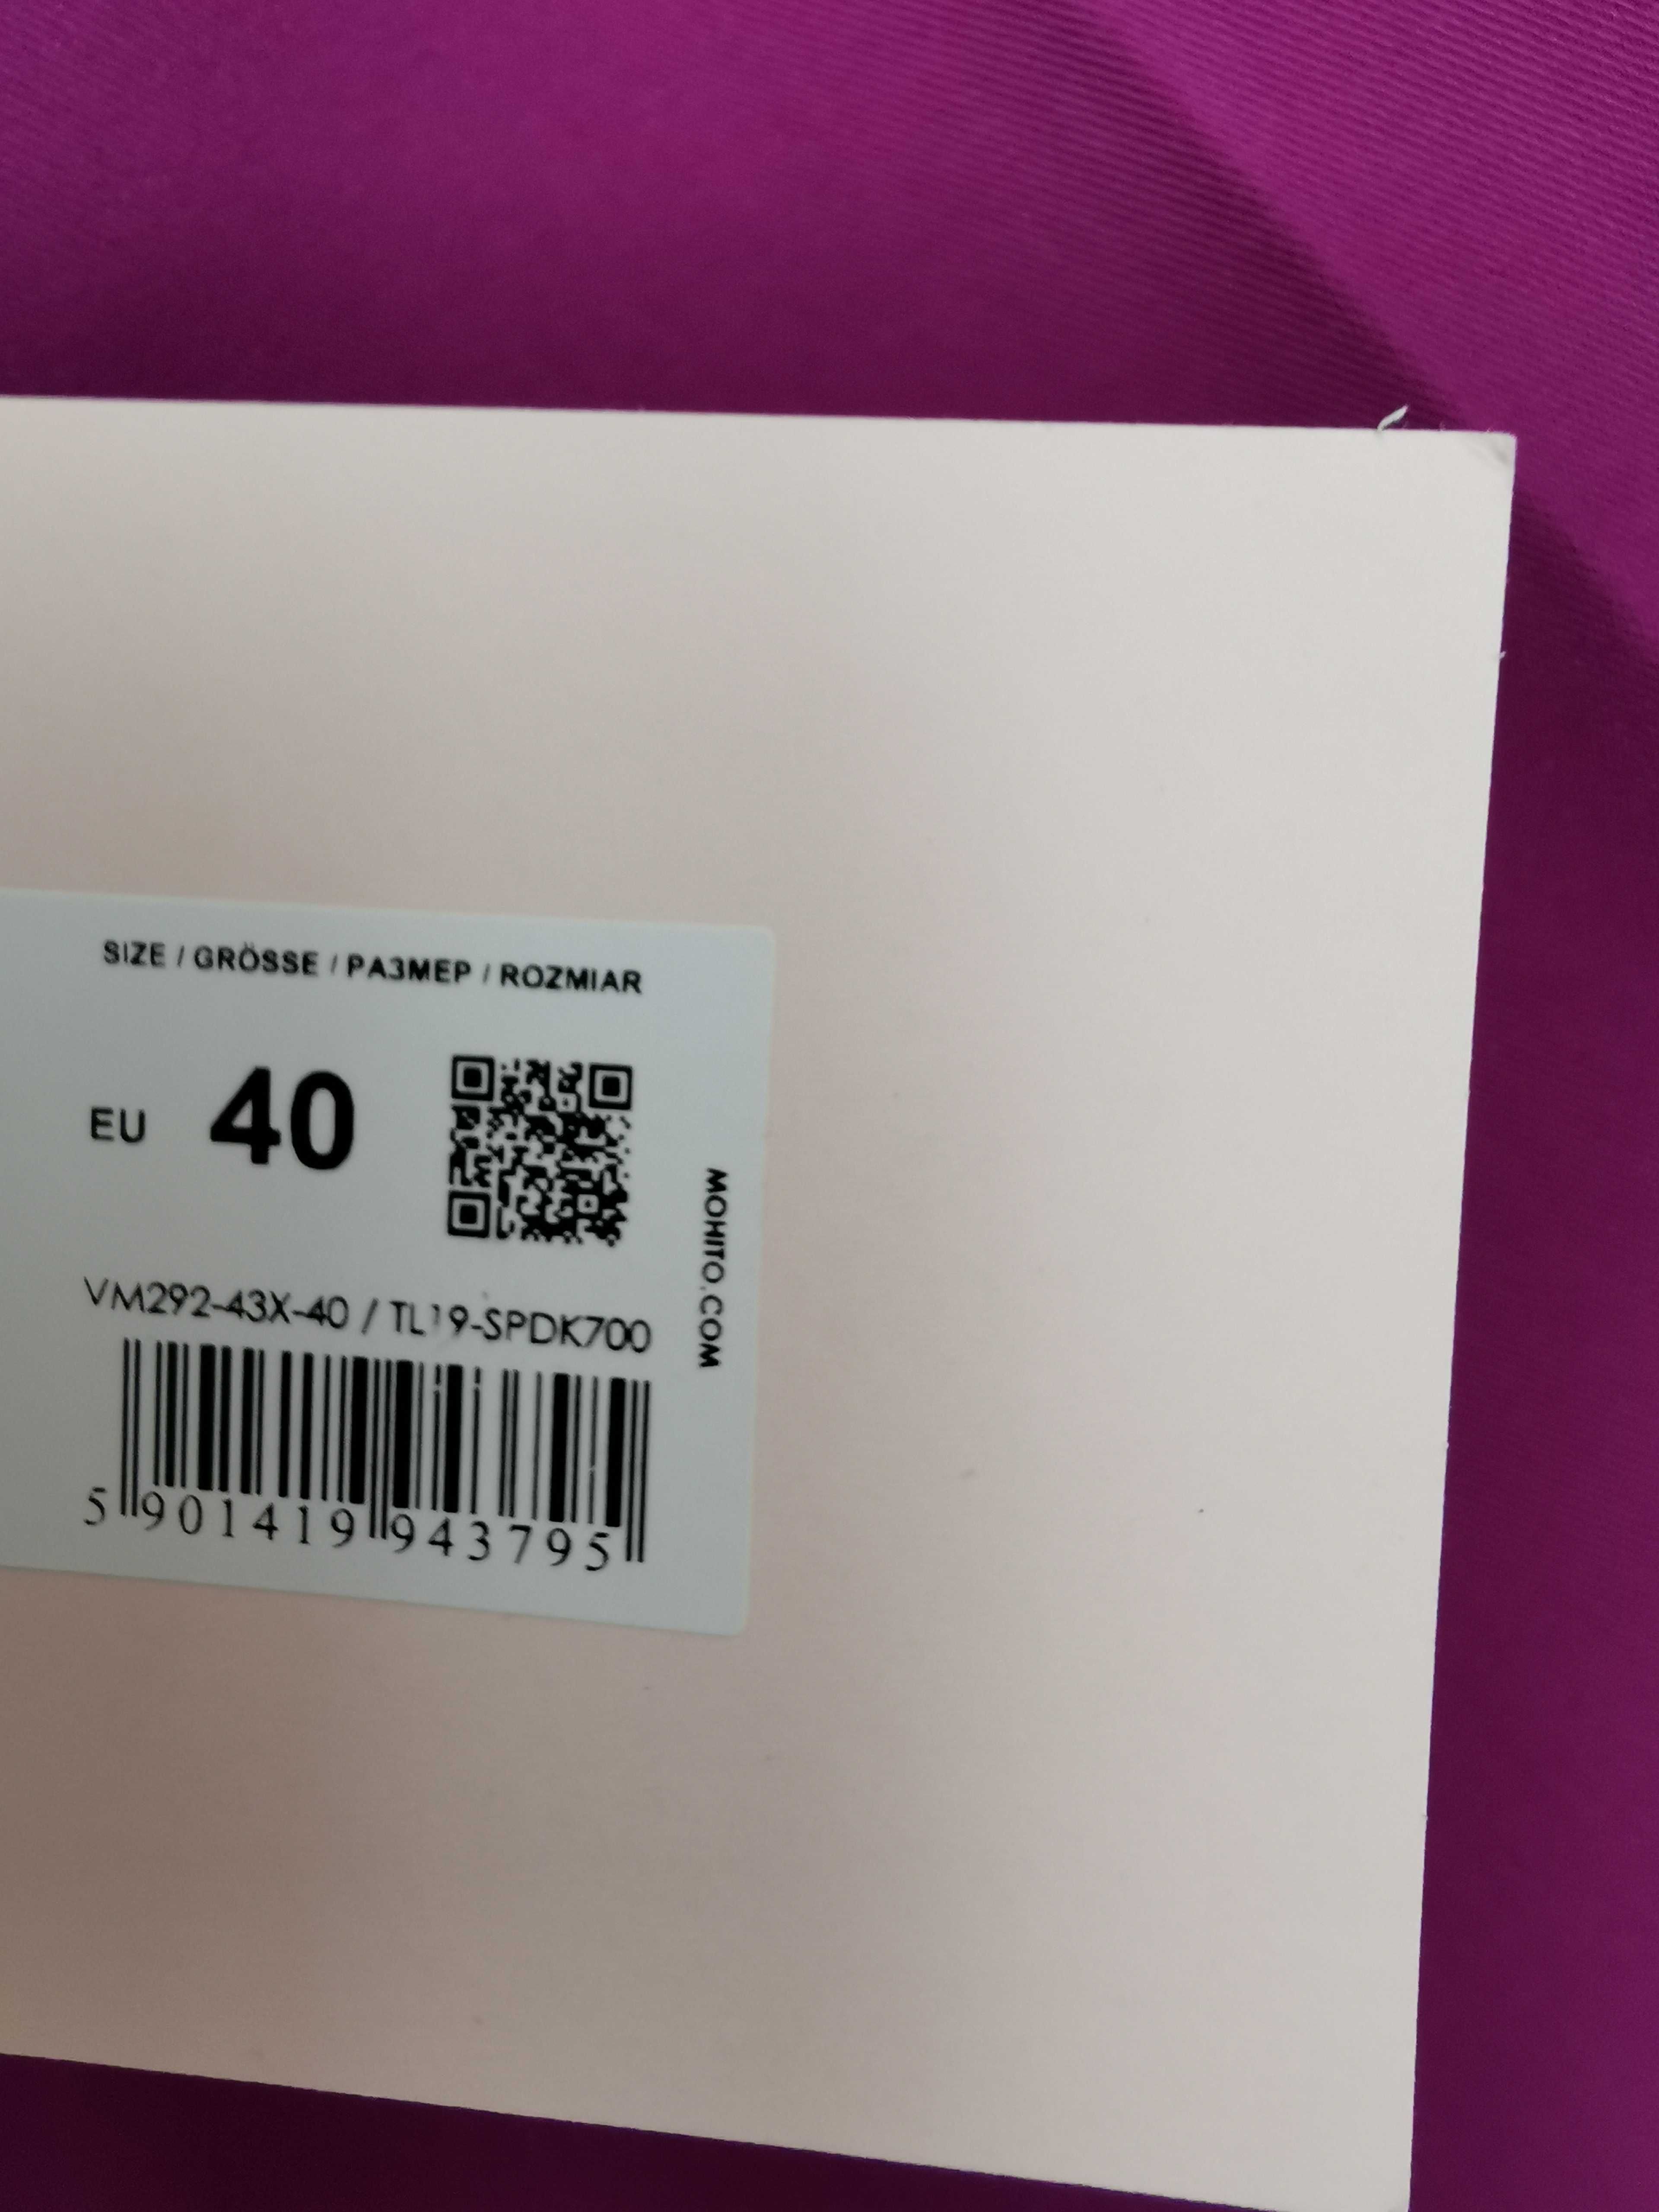 SIZE / GRÖSSE / РАЗМЕР / ROZMIAR
EU 40
MOHITO.COM
VM292-43X-40 / TL19-SPDK700
5 901419 943795